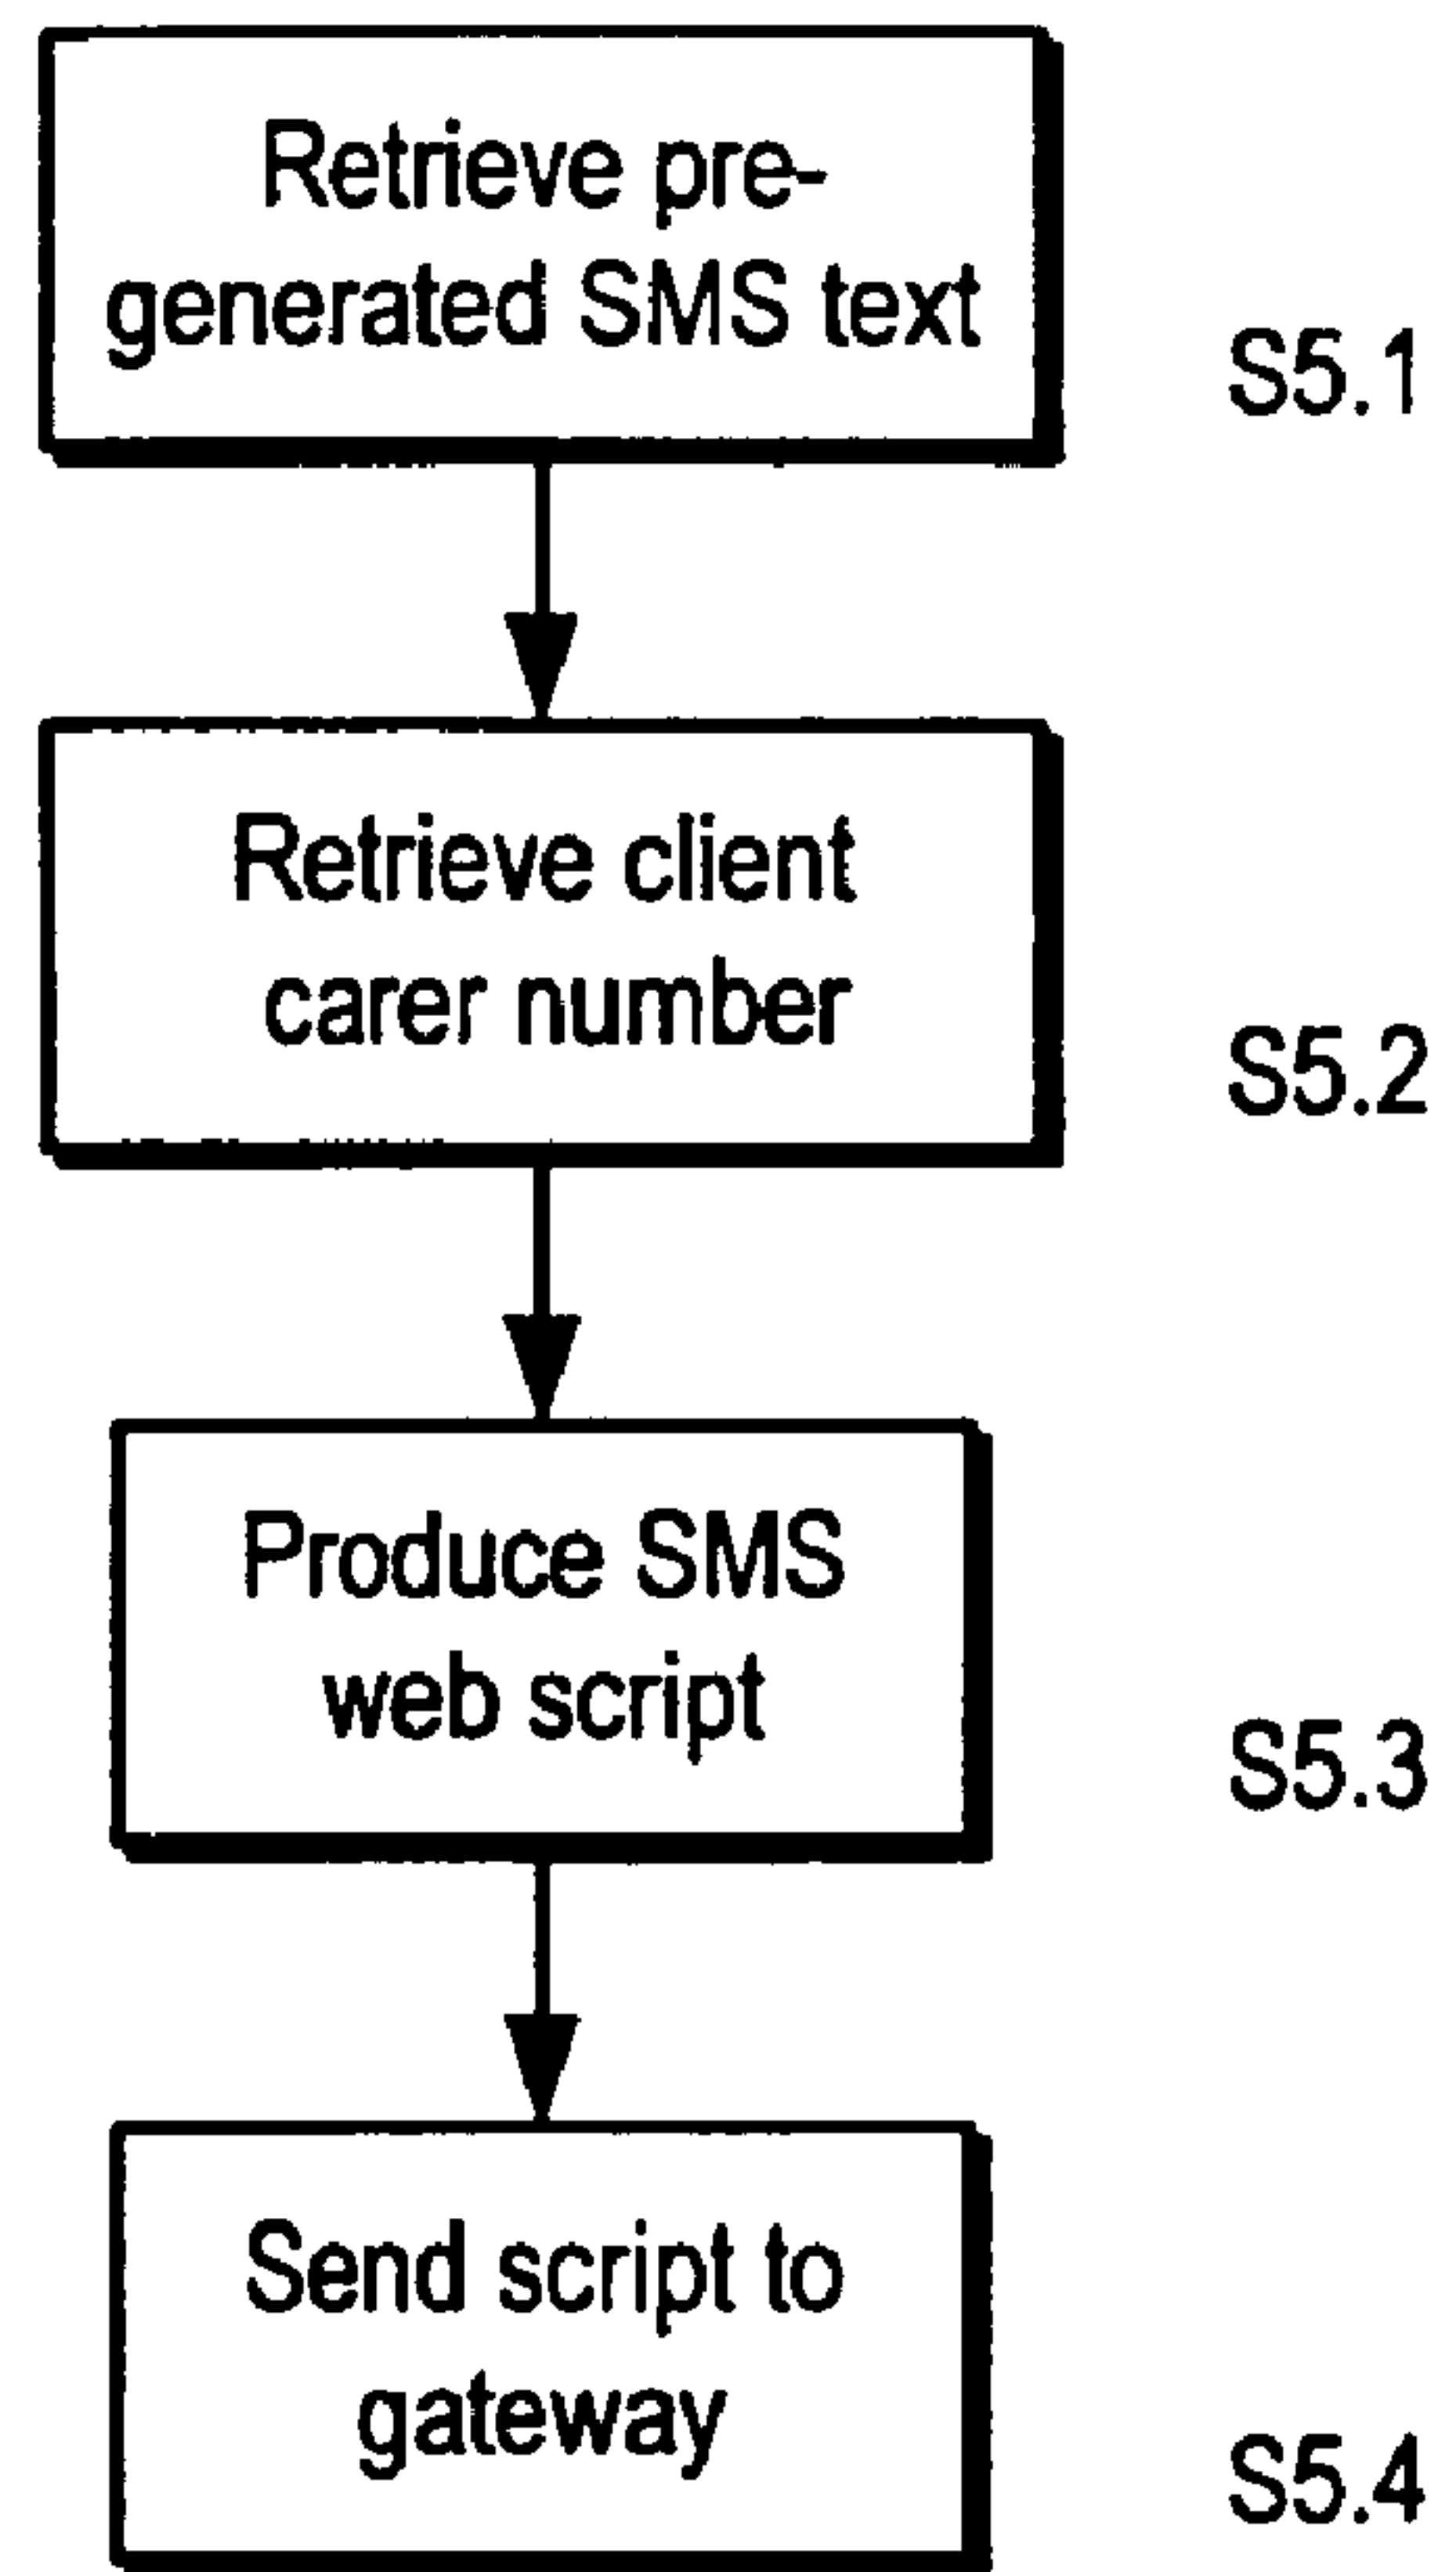 Retrieve pre-
generated SMS text
S5.1
Retrieve client
carer number
S5.2
Produce SMS
web script
S5.3
Send script to
gateway
S5.4